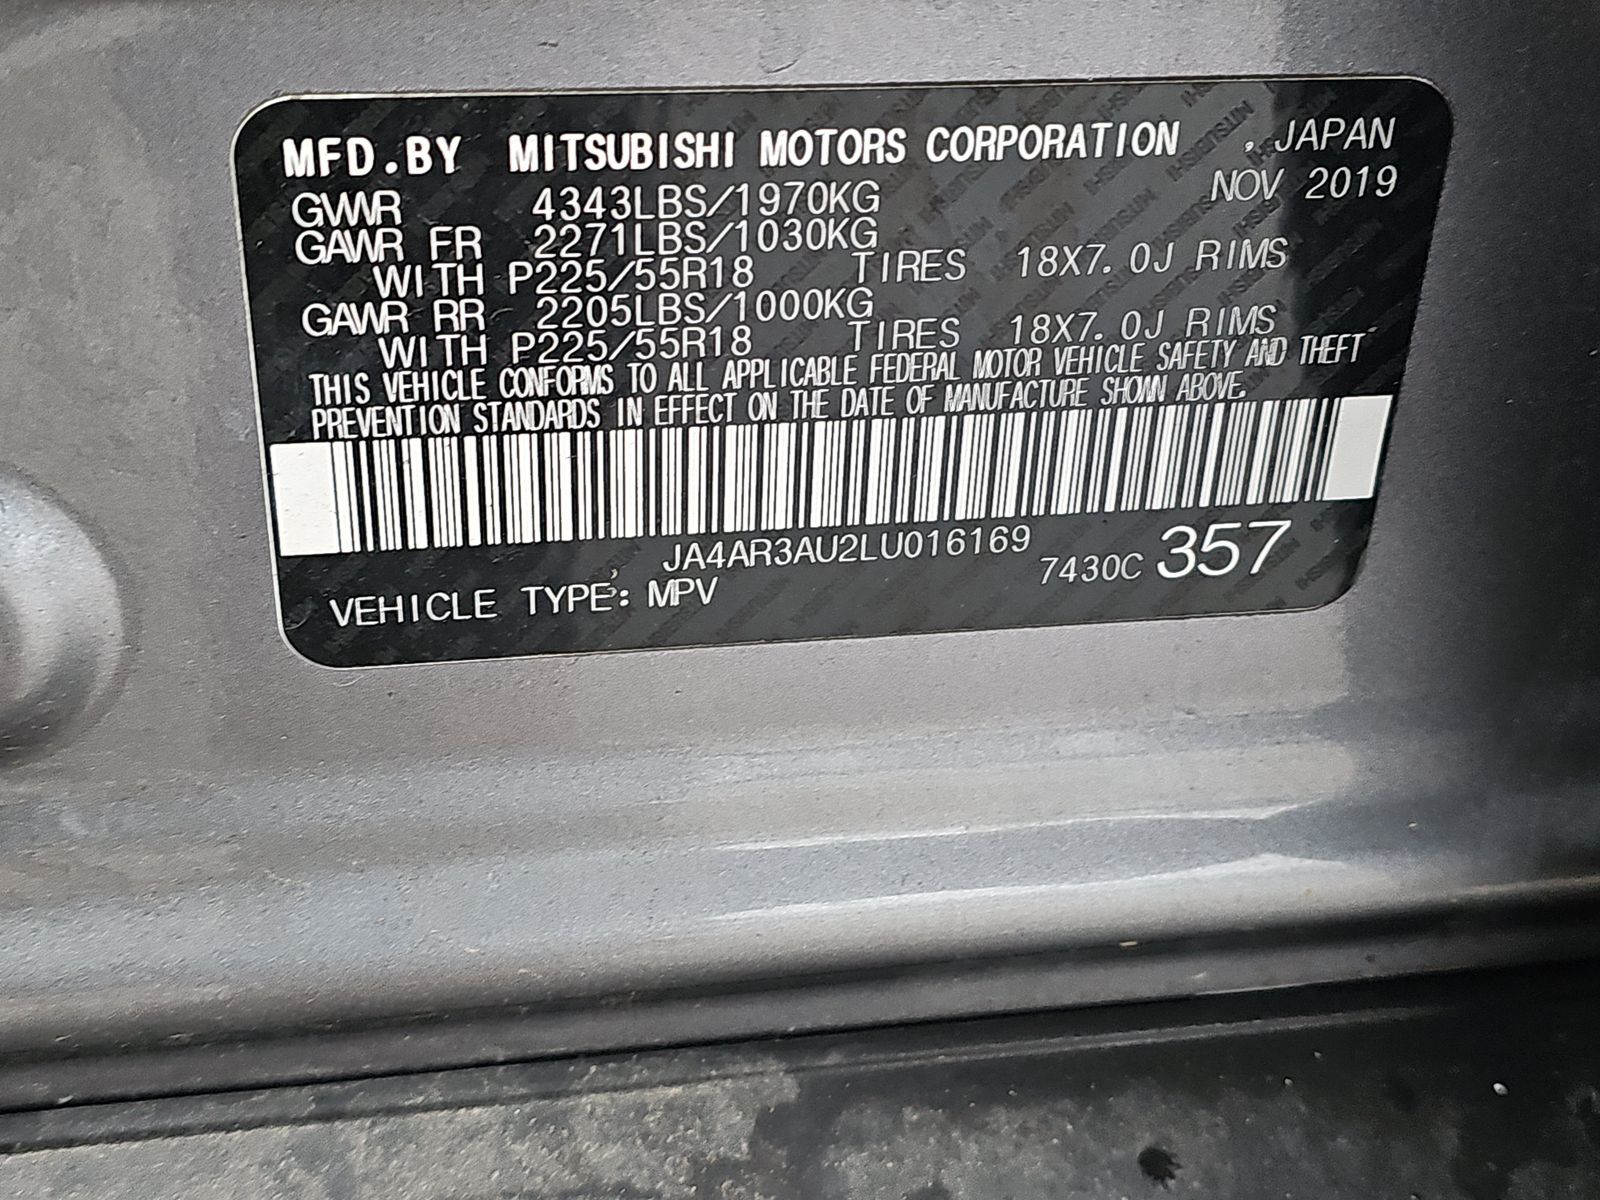 MFD.BY MITSUBISHI MOTORS CORPORATION , JAPAN
GVWR 4343LBS/1970KG NOV 2019
GAWR FR 2271LBS/1030KG
WITH P225/55R18 TIRES 18X7.0J RIMS
GAWR RR 2205LBS/1000KG
WITH P225/55R18 TIRES 18X7.0J RIMS
THIS VEHICLE CONFORMS TO ALL APPLICABLE FEDERAL MOTOR VEHICLE SAFETY AND THEFT
PREVENTION STANDARDS IN EFFECT ON THE DATE OF MANUFACTURE SHOWN ABOVE.
JA4AR3AU2LU016169
7430C 357
VEHICLE TYPE: MPV